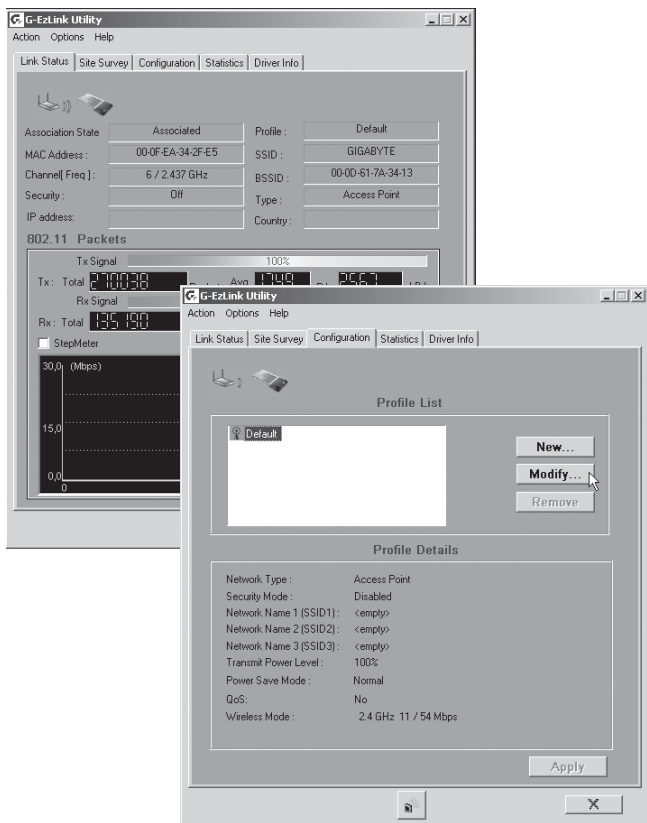 G-EzLink Utility
Action Options Help
Link Status Site Survey Configuration Statistics Driver Info
Association State Associated Profile : Default
MAC Address : 00-0F-EA-34-2F-E5 SSID : GIGABYTE
Channel[ Freq ] : 6 / 2.437 GHz BSSID : 00-0D-61-7A-34-13
Security : Off Type : Access Point
IP address: Country :
802.11 Packets
Tx Signal 100%
Tx : Total 270038
Rx Signal
Rx : Total 135190
StepMeter
30,0 (Mbps)
15,0
0,0
0
G-EzLink Utility
Action Options Help
Link Status Site Survey Configuration Statistics Driver Info
Profile List
Default
New...
Modify...
Remove
Profile Details
Network Type : Access Point
Security Mode : Disabled
Network Name 1 (SSID1) : <empty>
Network Name 2 (SSID2) : <empty>
Network Name 3 (SSID3) : <empty>
Transmit Power Level : 100%
Power Save Mode : Normal
QoS: No
Wireless Mode : 2.4 GHz 11 / 54 Mbps
Apply
X